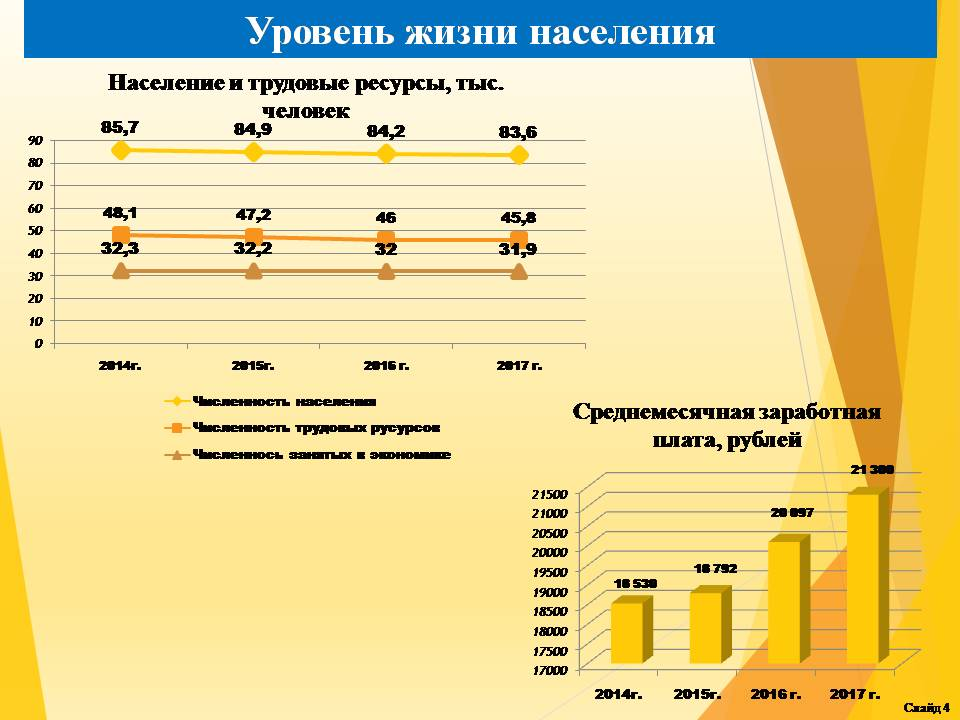 Уровень жизни населения
Население и трудовые ресурсы, тыс.
человек
85,7 84,9 84,2 83,6
48,1 47,2 46 45,8
32,3 32,2 32 31,9
90
80
70
60
50
40
30
20
10
0
2014г. 2015г. 2016 г. 2017 г.
Численность населения
Численность трудовых русурсов
Численнось занятых в экономике
Среднемесячная заработная
плата, рублей
18 530 18 792 20 097
21500
21000
20500
20000
19500
19000
18500
18000
17500
17000
2014г. 2015г. 2016 г. 2017 г.
Слайд 4